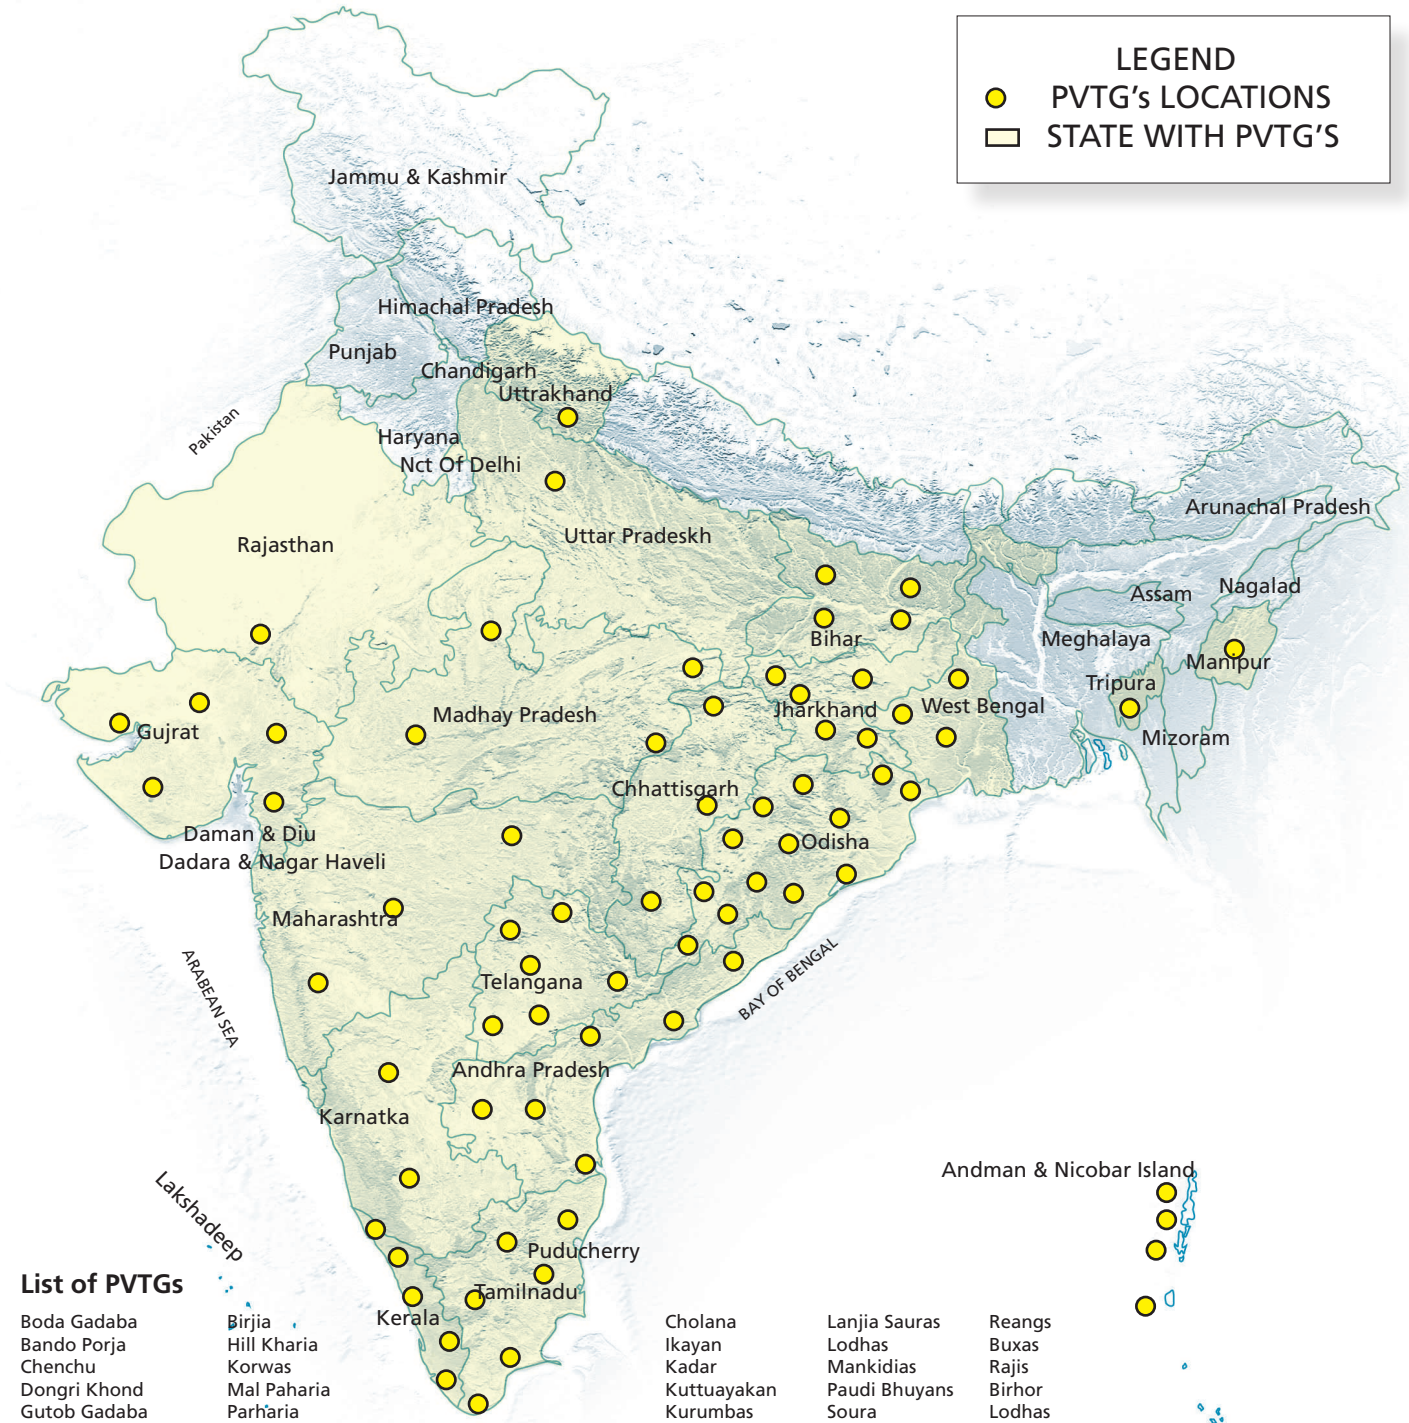 LEGEND
PVTG's LOCATIONS
STATE WITH PVTG'S
Jammu & Kashmir
Himachal Pradesh
Punjab
Chandigarh
Uttrakhand
Pakistan
Haryana
Nct Of Delhi
Arunachal Pradesh
Rajasthan
Uttar Pradeskh
Assam
Nagalad
Bihar
Meghalaya
Manipur
Tripura
Madhay Pradesh
Jharkhand
West Bengal
Gujrat
Mizoram
Chhattisgarh
Daman & Diu
Odisha
Dadara & Nagar Haveli
Maharashtra
ARABEAN SEA
Telangana
BAY OF BENGAL
Andhra Pradesh
Karnatka
Andman & Nicobar Island
Lakshadeep
Puducherry
Tamilnadu
Kerala
List of PVTGs
Boda Gadaba
Bando Porja
Chenchu
Dongri Khond
Gutob Gadaba
Birjia
Hill Kharia
Korwas
Mal Paharia
Parharia
Cholana
Ikayan
Kadar
Kuttuayakan
Kurumbas
Lanjia Sauras
Lodhas
Mankidias
Paudi Bhuyans
Soura
Reangs
Buxas
Rajis
Birhor
Lodhas